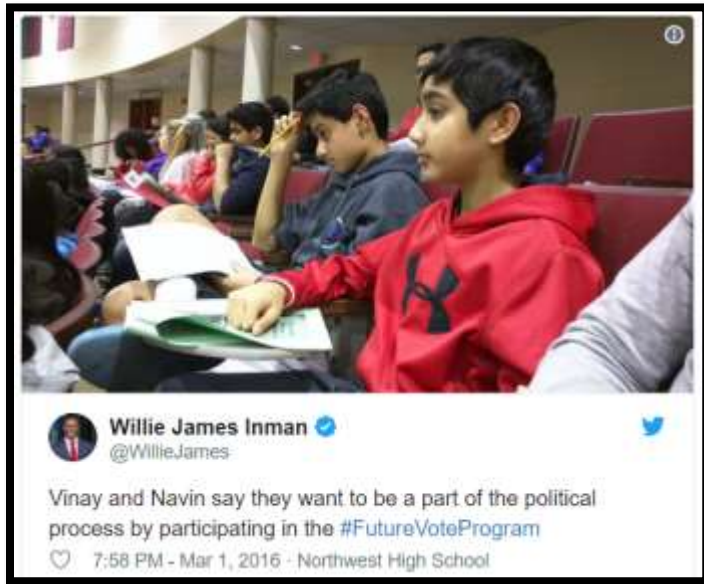 Willie James Inman
@WillieJames
Vinay and Navin say they want to be a part of the political
process by participating in the #FutureVoteProgram
7:58 PM - Mar 1, 2016 · Northwest High School